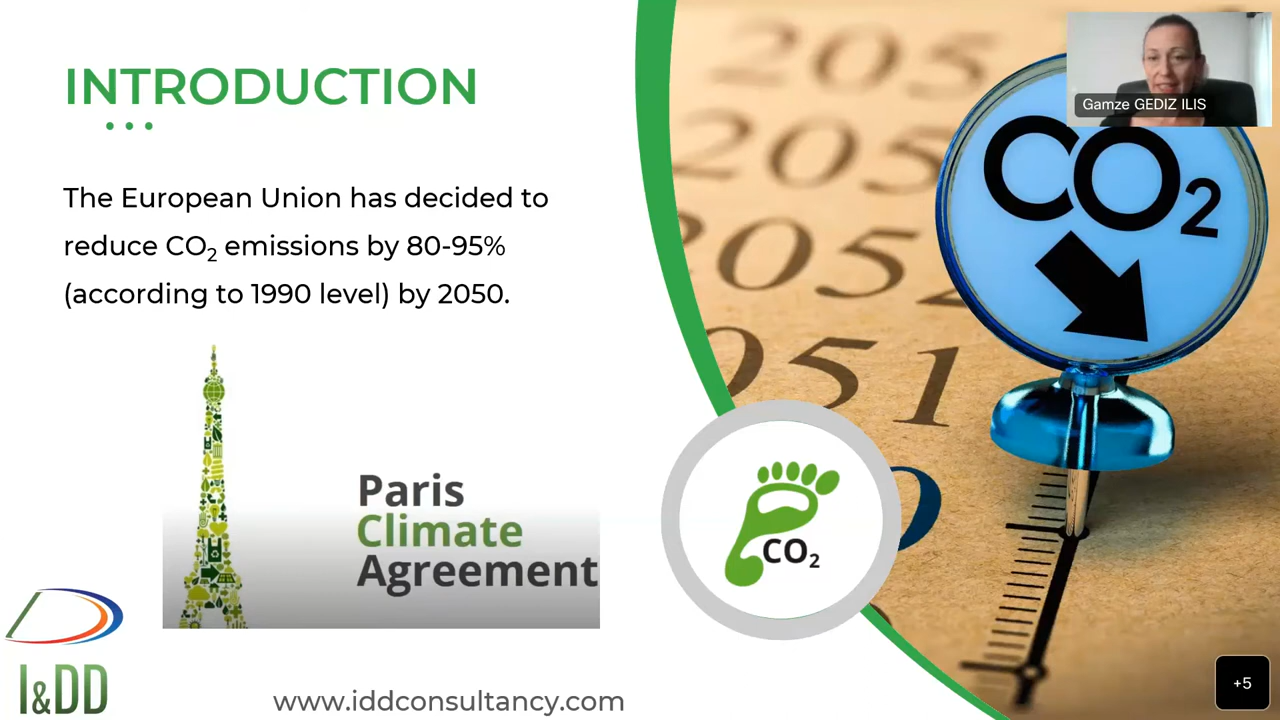 INTRODUCTION
The European Union has decided to
reduce CO₂ emissions by 80-95%
(according to 1990 level) by 2050.
Paris
Climate
Agreement
I&DD
www.iddconsultancy.com
CO₂
205
205
2052
051
0
CO₂
Gamze GEDIZ ILIS
+5